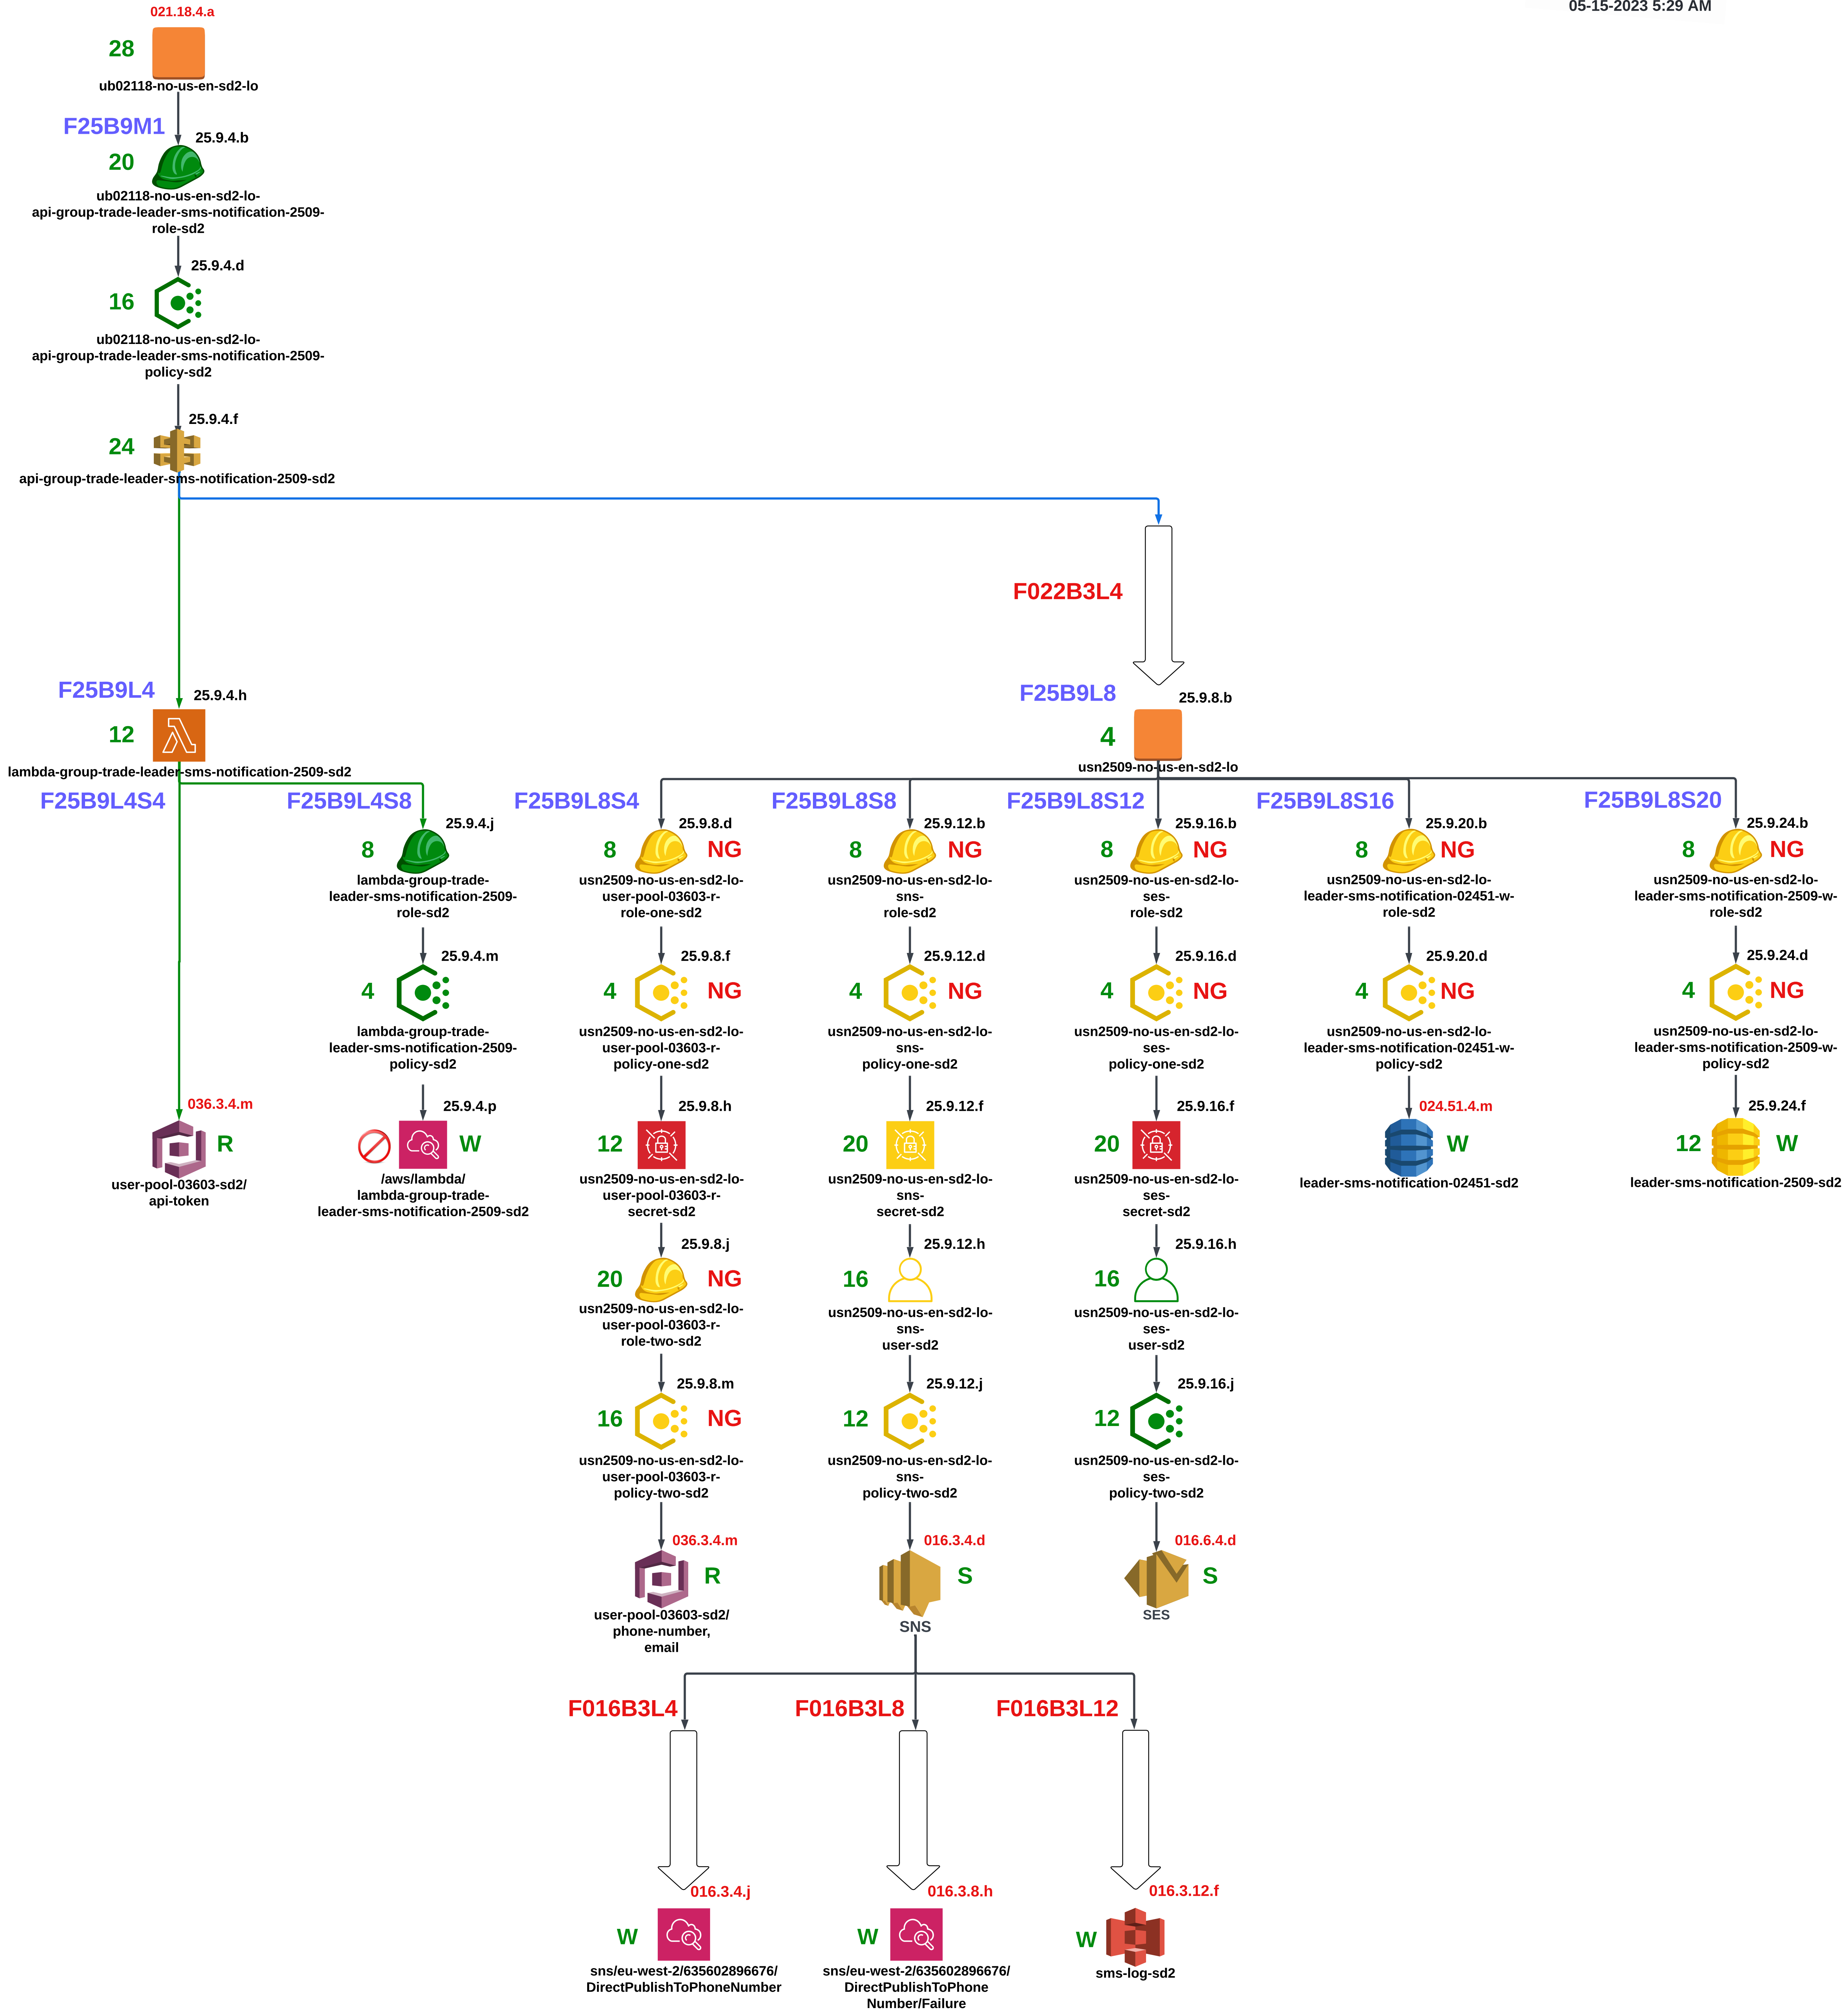 05-15-2023 5:29 AM
021.18.4.a
28
ub02118-no-us-en-sd2-lo
F25B9M1
25.9.4.b
20
ub02118-no-us-en-sd2-lo-
api-group-trade-leader-sms-notification-2509-
role-sd2
25.9.4.d
16
ub02118-no-us-en-sd2-lo-
api-group-trade-leader-sms-notification-2509-
policy-sd2
25.9.4.f
24
api-group-trade-leader-sms-notification-2509-sd2
F022B3L4
F25B9L4
25.9.4.h
12
lambda-group-trade-leader-sms-notification-2509-sd2
F25B9L8
25.9.8.b
4
usn2509-no-us-en-sd2-lo
F25B9L4S4
036.3.4.m
R
user-pool-03603-sd2/
api-token
F25B9L4S8
25.9.4.j
8
lambda-group-trade-
leader-sms-notification-2509-
role-sd2
25.9.4.m
4
lambda-group-trade-
leader-sms-notification-2509-
policy-sd2
25.9.4.p
W
/aws/lambda/
lambda-group-trade-
leader-sms-notification-2509-sd2
F25B9L8S4
25.9.8.d
8
NG
usn2509-no-us-en-sd2-lo-
user-pool-03603-r-
role-one-sd2
25.9.8.f
4
NG
usn2509-no-us-en-sd2-lo-
user-pool-03603-r-
policy-one-sd2
25.9.8.h
12
usn2509-no-us-en-sd2-lo-
user-pool-03603-r-
secret-sd2
25.9.8.j
20
NG
usn2509-no-us-en-sd2-lo-
user-pool-03603-r-
role-two-sd2
25.9.8.m
16
NG
usn2509-no-us-en-sd2-lo-
user-pool-03603-r-
policy-two-sd2
036.3.4.m
R
user-pool-03603-sd2/
phone-number,
email
F25B9L8S8
25.9.12.b
8
NG
usn2509-no-us-en-sd2-lo-
sns-
role-sd2
25.9.12.d
4
NG
usn2509-no-us-en-sd2-lo-
sns-
policy-one-sd2
25.9.12.f
20
usn2509-no-us-en-sd2-lo-
sns-
secret-sd2
25.9.12.h
16
usn2509-no-us-en-sd2-lo-
sns-
user-sd2
25.9.12.j
12
usn2509-no-us-en-sd2-lo-
sns-
policy-two-sd2
016.3.4.d
S
SNS
F25B9L8S12
25.9.16.b
8
NG
usn2509-no-us-en-sd2-lo-
ses-
role-sd2
25.9.16.d
4
NG
usn2509-no-us-en-sd2-lo-
ses-
policy-one-sd2
25.9.16.f
20
usn2509-no-us-en-sd2-lo-
ses-
secret-sd2
25.9.16.h
16
usn2509-no-us-en-sd2-lo-
ses-
user-sd2
25.9.16.j
12
usn2509-no-us-en-sd2-lo-
ses-
policy-two-sd2
016.6.4.d
S
SES
F25B9L8S16
25.9.20.b
8
NG
usn2509-no-us-en-sd2-lo-
leader-sms-notification-02451-w-
role-sd2
25.9.20.d
4
NG
usn2509-no-us-en-sd2-lo-
leader-sms-notification-02451-w-
policy-sd2
024.51.4.m
W
leader-sms-notification-02451-sd2
F25B9L8S20
25.9.24.b
8
NG
usn2509-no-us-en-sd2-lo-
leader-sms-notification-2509-w-
role-sd2
25.9.24.d
4
NG
usn2509-no-us-en-sd2-lo-
leader-sms-notification-2509-w-
policy-sd2
25.9.24.f
12
W
leader-sms-notification-2509-sd2
F016B3L4
016.3.4.j
W
sns/eu-west-2/635602896676/
DirectPublishToPhoneNumber
F016B3L8
016.3.8.h
W
sns/eu-west-2/635602896676/
DirectPublishToPhone
Number/Failure
F016B3L12
016.3.12.f
W
sms-log-sd2